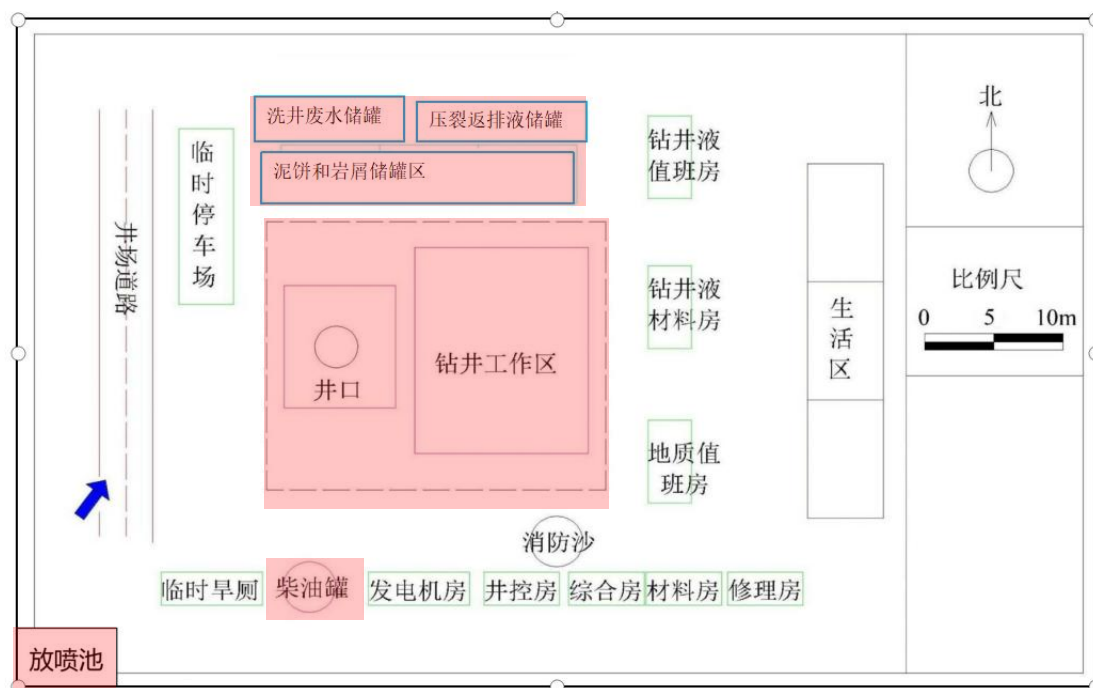 北
洗井废水储罐
压裂返排液储罐
泥饼和岩屑储罐区
临
时
停
车
场
钻井液
值班房
井场道路
钻井液
材料房
井口
钻井工作区
生
活
区
比例尺
0 5 10m
地质值
班房
消防沙
临时旱厕
柴油罐
发电机房
井控房
综合房
材料房
修理房
放喷池